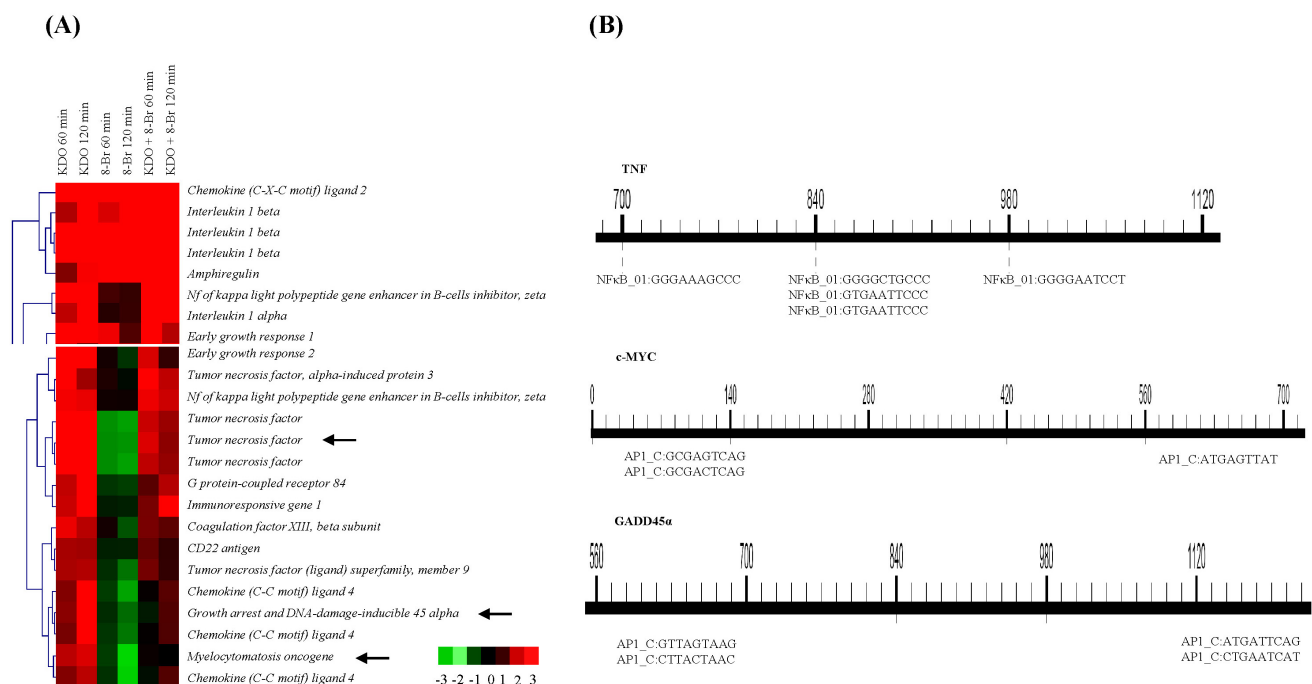 (A)
(B)
KDO 60 min
KDO 120 min
8-Br 60 min
8-Br 120 min
KDO + 8-Br 60 min
KDO + 8-Br 120 min
Chemokine (C-X-C motif) ligand 2
Interleukin 1 beta
Interleukin 1 beta
Interleukin 1 beta
Amphiregulin
Nf of kappa light polypeptide gene enhancer in B-cells inhibitor, zeta
Interleukin 1 alpha
Early growth response 1
Early growth response 2
Tumor necrosis factor, alpha-induced protein 3
Nf of kappa light polypeptide gene enhancer in B-cells inhibitor, zeta
Tumor necrosis factor
Tumor necrosis factor
Tumor necrosis factor
G protein-coupled receptor 84
Immunoresponsive gene 1
Coagulation factor XIII, beta subunit
CD22 antigen
Tumor necrosis factor (ligand) superfamily, member 9
Chemokine (C-C motif) ligand 4
Growth arrest and DNA-damage-inducible 45 alpha
Chemokine (C-C motif) ligand 4
Myelocytomatosis oncogene
Chemokine (C-C motif) ligand 4
-3 -2 -1 0 1 2 3
TNF
700 840 980 1120
NFκB_01:GGGAAAGCCC NFκB_01:GGGGCTGCCC NFκB_01:GGGGAATCCT
NFκB_01:GTGAATTCCC
NFκB_01:GTGAATTCCC
c-MYC
0 140 280 420 560 700
AP1_C:GCGAGTCAG AP1_C:ATGAGTTAT
AP1_C:GCGACTCAG
GADD45α
560 700 840 980 1120
AP1_C:GTTAGTAAG AP1_C:ATGATTCAG
AP1_C:CTTACTAAC AP1_C:CTGAATCAT